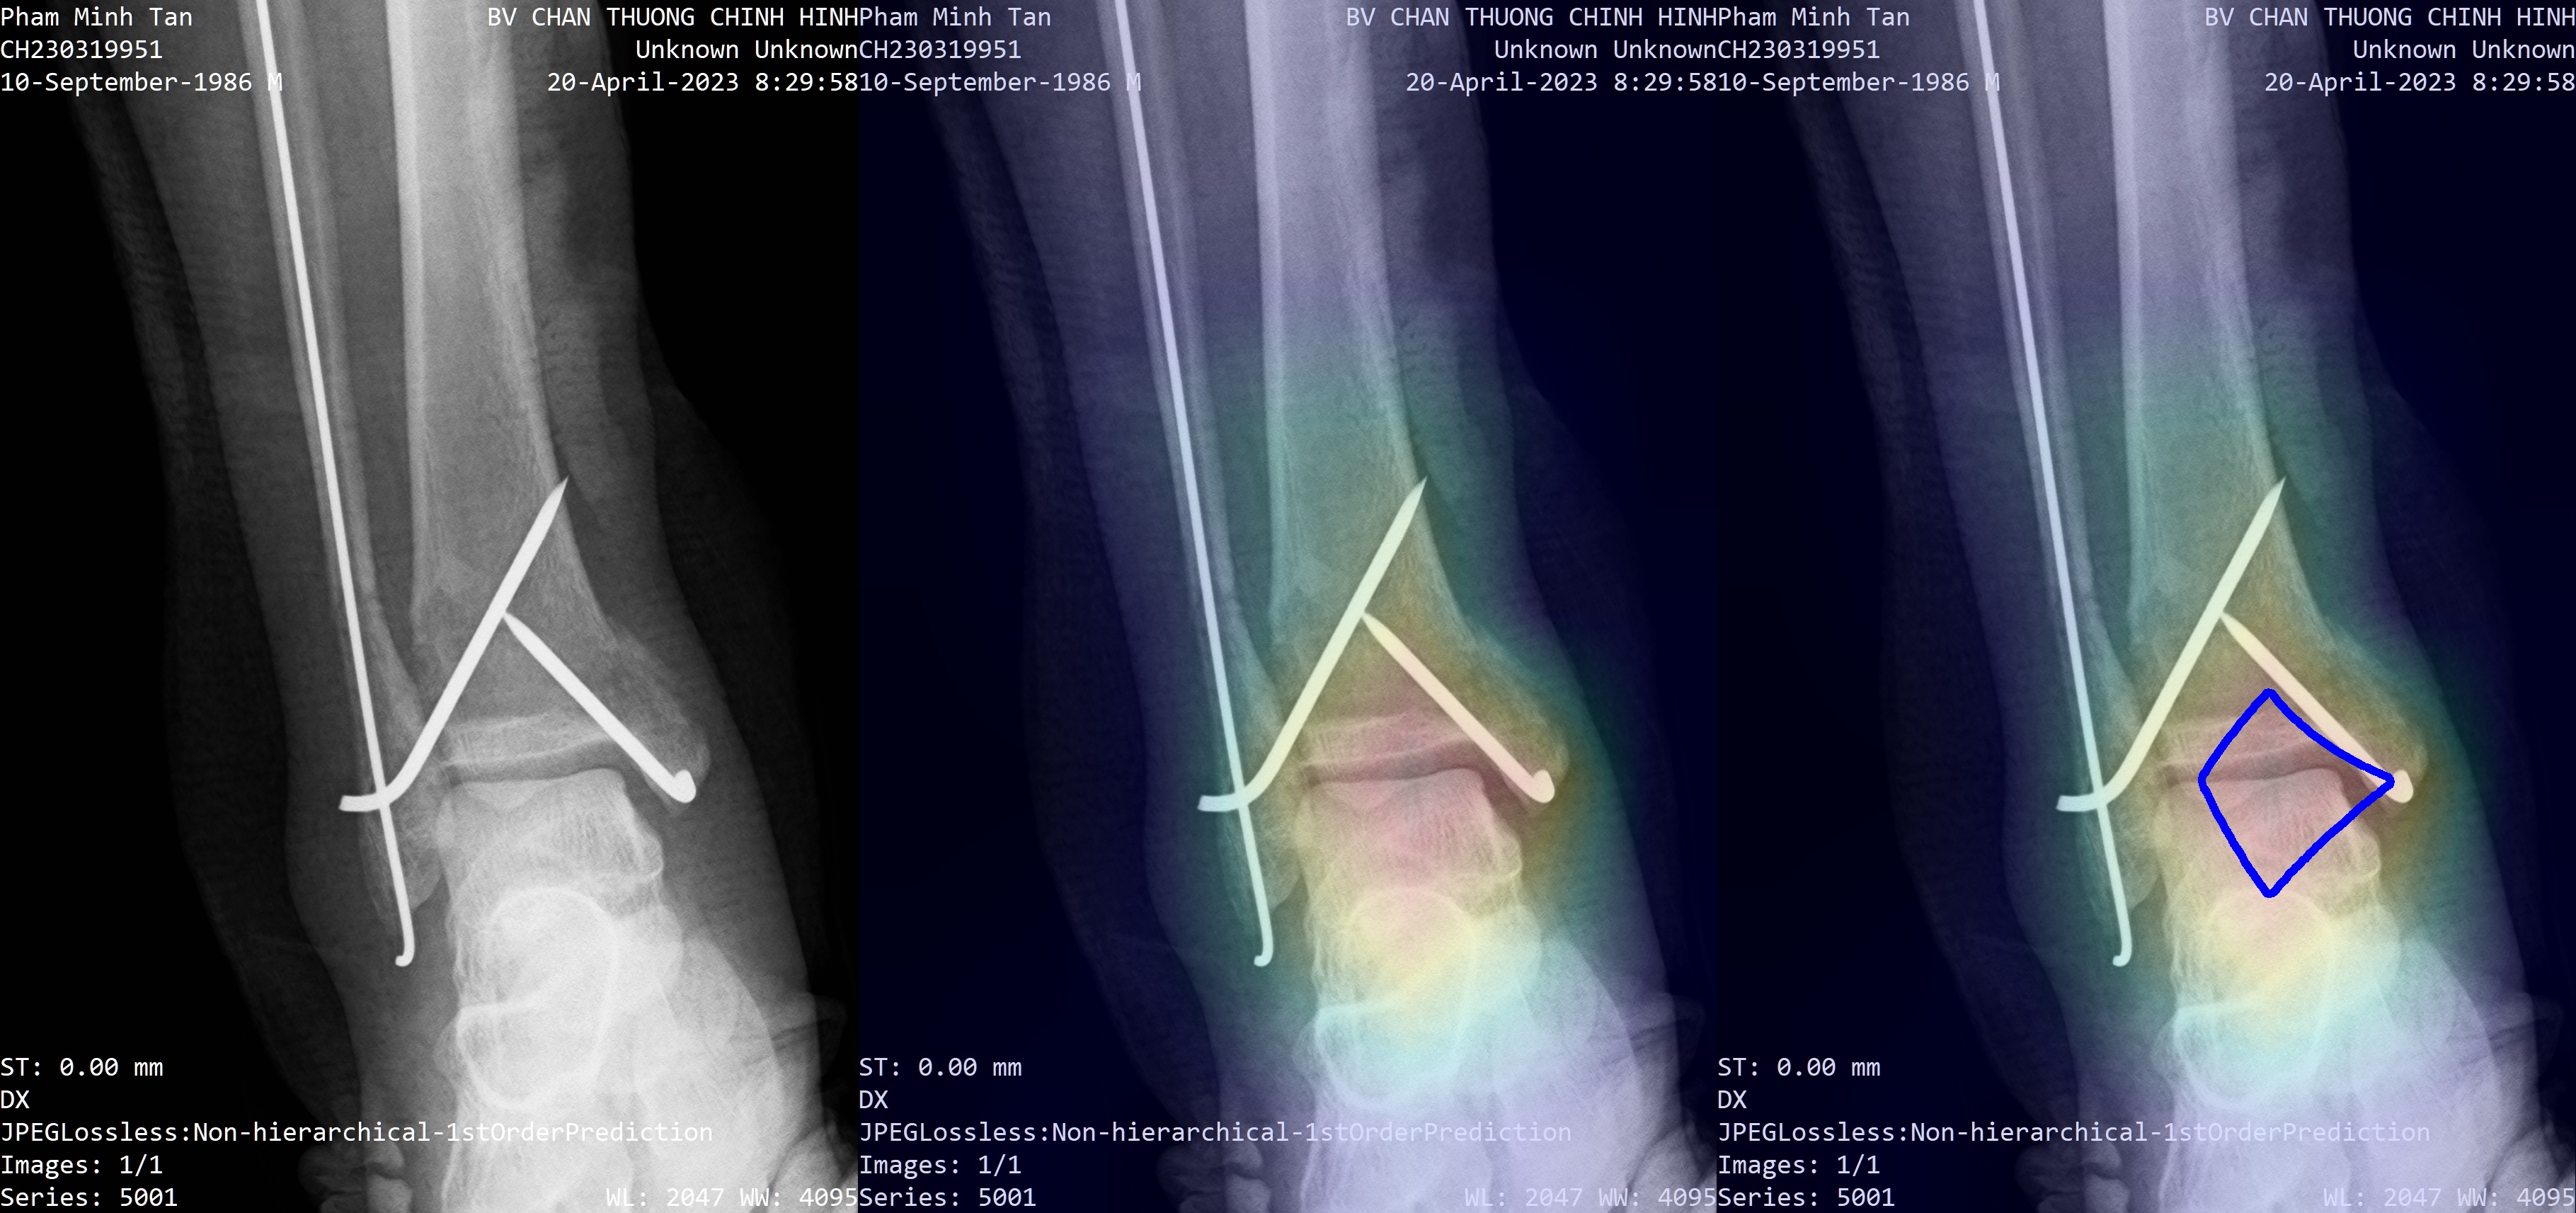 Pham Minh Tan BV CHAN THUONG CHINH HINH
CH230319951 Unknown Unknown
10-September-1986 M 20-April-2023 8:29:58
ST: 0.00 mm
DX
JPEGLossless:Non-hierarchical-1stOrderPrediction
Images: 1/1
Series: 5001 WL: 2047 WW: 4095
Pham Minh Tan BV CHAN THUONG CHINH HINH
CH230319951 Unknown Unknown
10-September-1986 M 20-April-2023 8:29:58
ST: 0.00 mm
DX
JPEGLossless:Non-hierarchical-1stOrderPrediction
Images: 1/1
Series: 5001 WL: 2047 WW: 4095
Pham Minh Tan BV CHAN THUONG CHINH HINH
CH230319951 Unknown Unknown
10-September-1986 M 20-April-2023 8:29:58
ST: 0.00 mm
DX
JPEGLossless:Non-hierarchical-1stOrderPrediction
Images: 1/1
Series: 5001 WL: 2047 WW: 4095